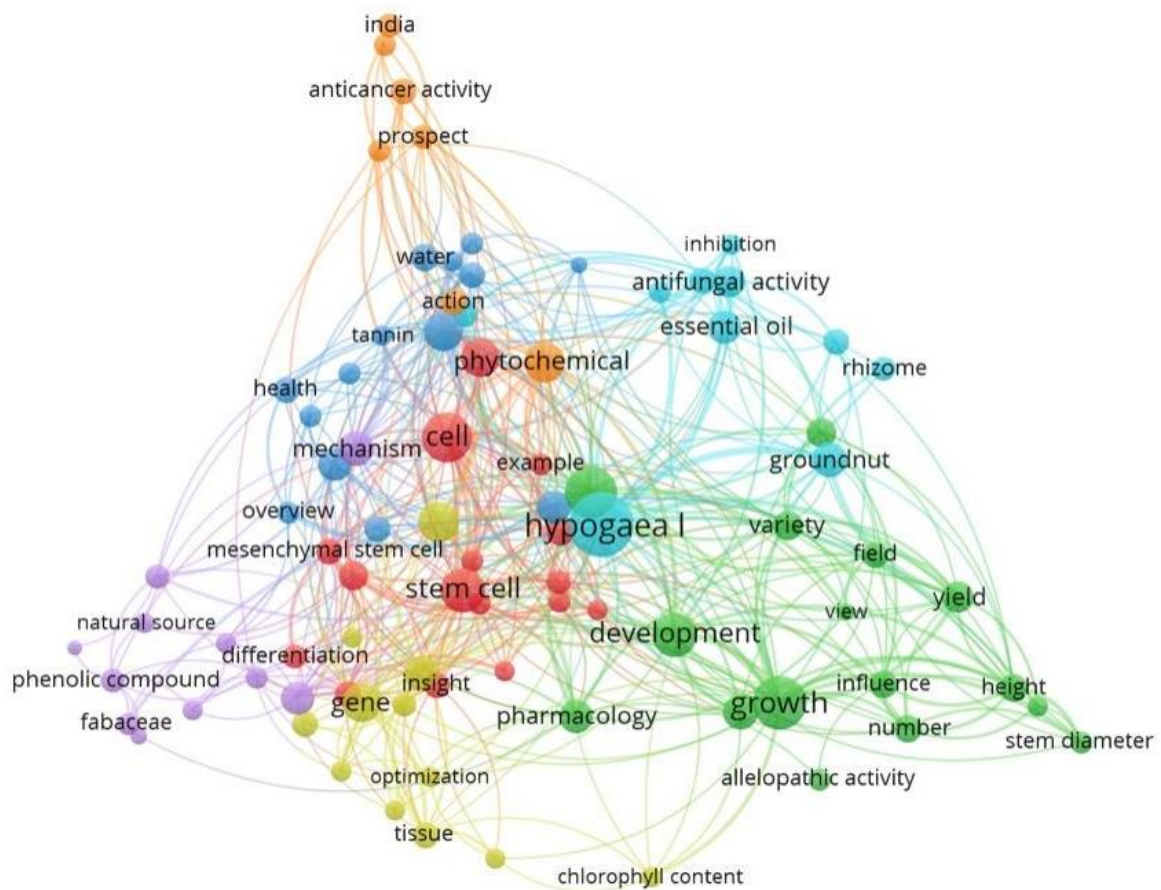 india
anticancer activity
prospect
inhibition
water
antifungal activity
action
essential oil
tannin
phytochemical
rhizome
health
cell
mechanism
example
groundnut
overview
hypogaea l
variety
mesenchymal stem cell
field
stem cell
yield
view
natural source
development
differentiation
phenolic compound
insight
influence
height
gene
growth
fabaceae
pharmacology
number
stem diameter
optimization
allelopathic activity
tissue
chlorophyll content